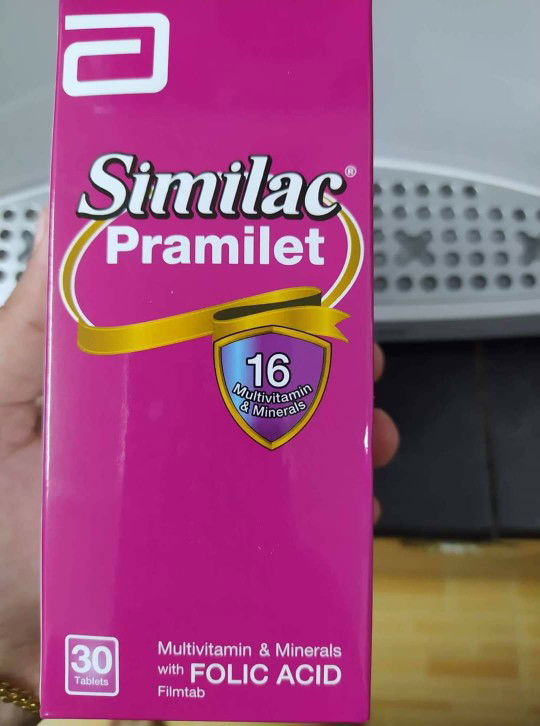 Similac®
Pramilet
16
Multivitamin
& Minerals
30
Tablets
Multivitamin & Minerals
with FOLIC ACID
Filmtab